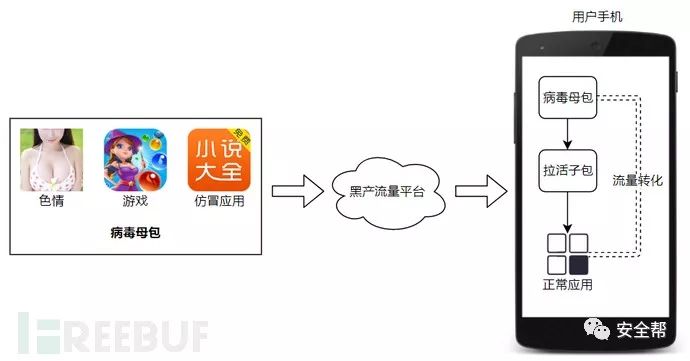 用户手机
病毒母包
小说
大全
免费
色情
游戏
仿冒应用
病毒母包
黑产流量平台
拉活子包
流量转化
正常应用
REEBUF
安全帮